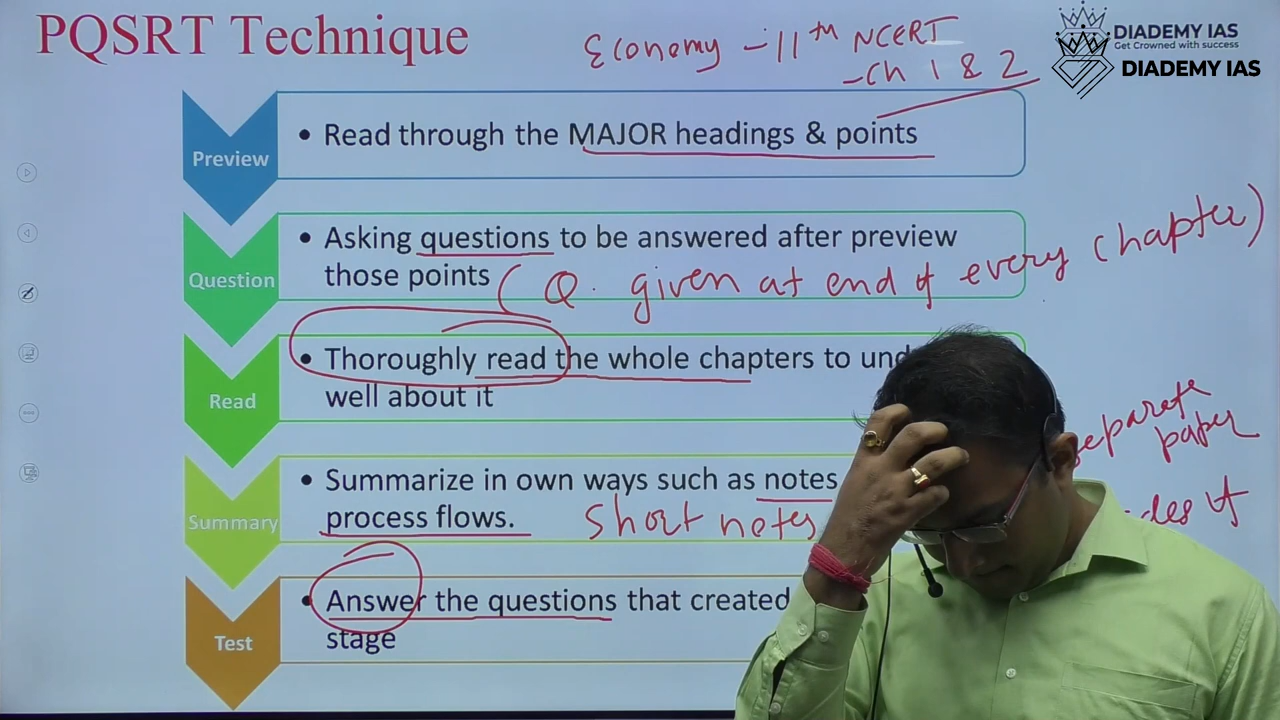 PQSRT Technique
Economy - 11th NCERT
- Ch 1 & 2
DIADEMY IAS
Get Crowned with success
DIADEMY IAS
Preview
• Read through the MAJOR headings & points
Question
• Asking questions to be answered after preview
those points
(Q. given at end of every chapter)
Read
• Thoroughly read the whole chapters to
well about it
separate
paper
Summary
• Summarize in own ways such as notes
process flows.
Short notes
of
Test
• Answer the questions that created
stage